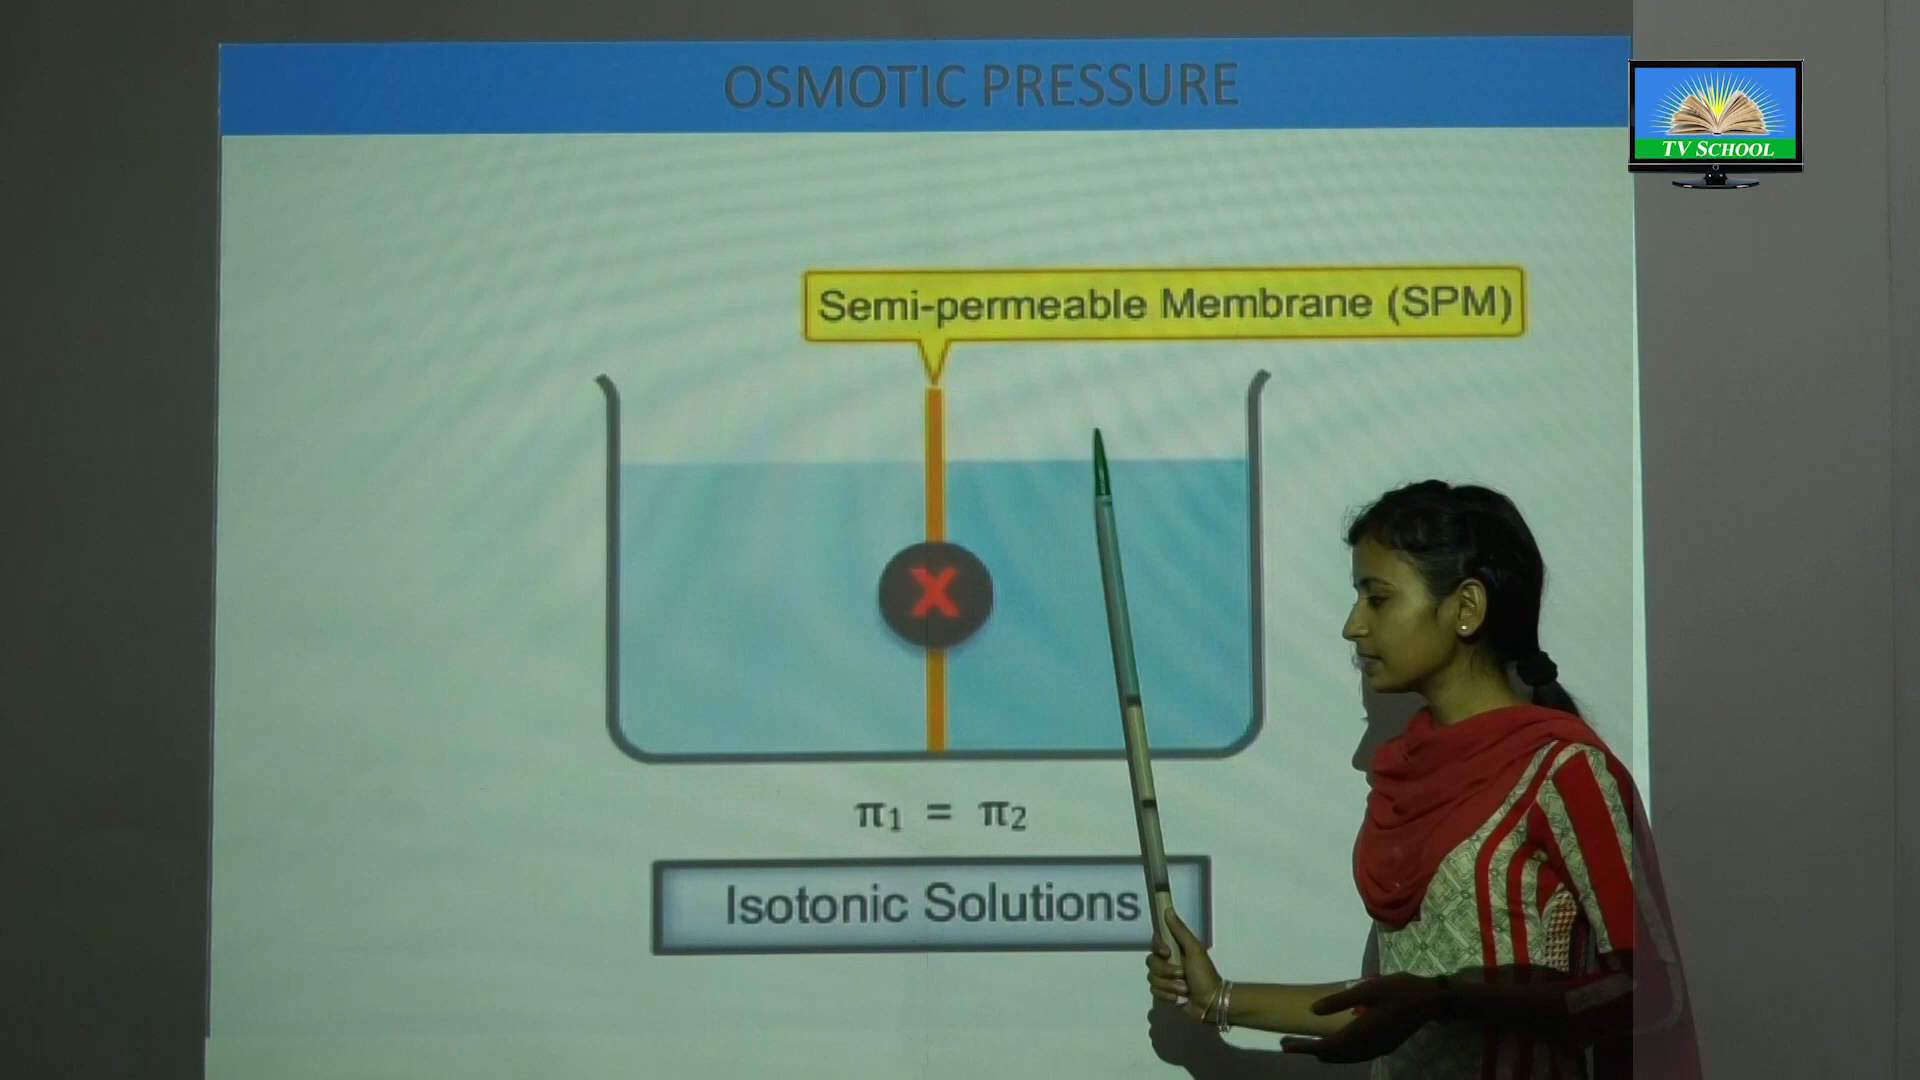 OSMOTIC PRESSURE
TV SCHOOL
Semi-permeable Membrane (SPM)
X
π₁ = π₂
Isotonic Solutions